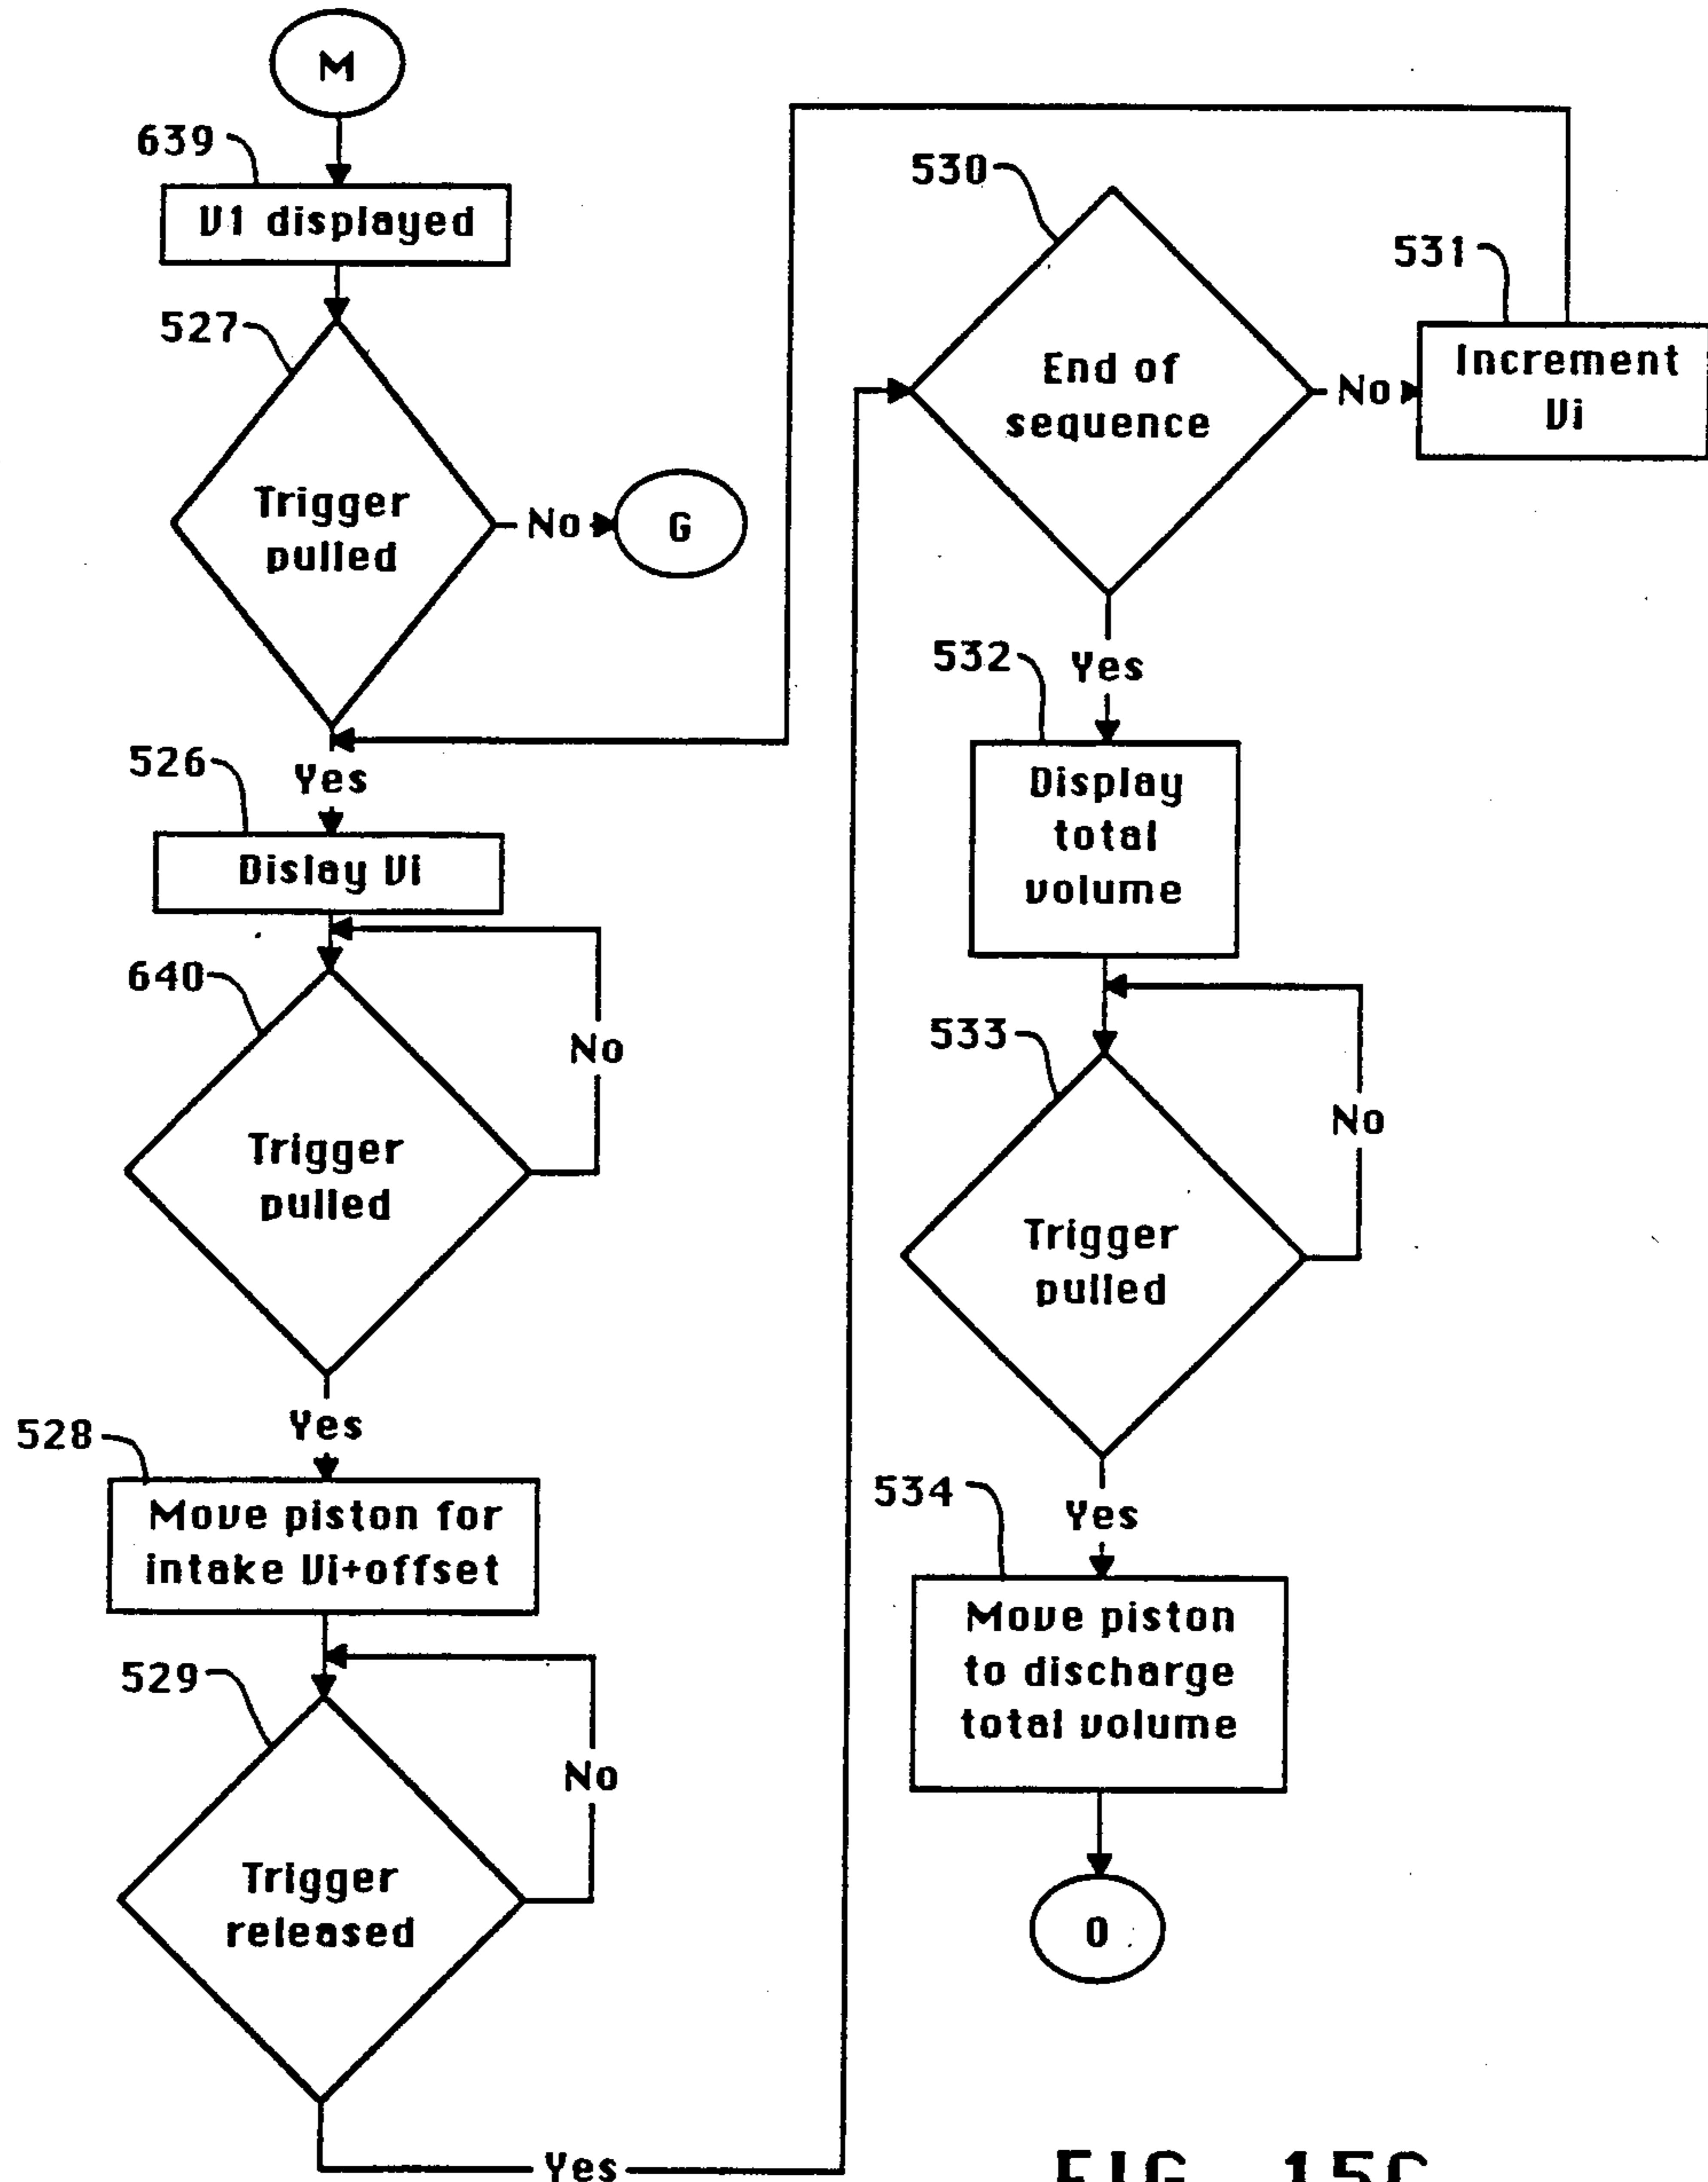 M
639
V1 displayed
527
Trigger
pulled
No
G
526
Yes
Dislay Vi
640
No
Trigger
pulled
Yes
528
Move piston for
intake Vi+offset
529
No
Trigger
released
Yes
530
End of
sequence
No
531
Increment
Vi
532
Yes
Display
total
volume
533
No
Trigger
pulled
534
Yes
Move piston
to discharge
total volume
O
FIG. 15C